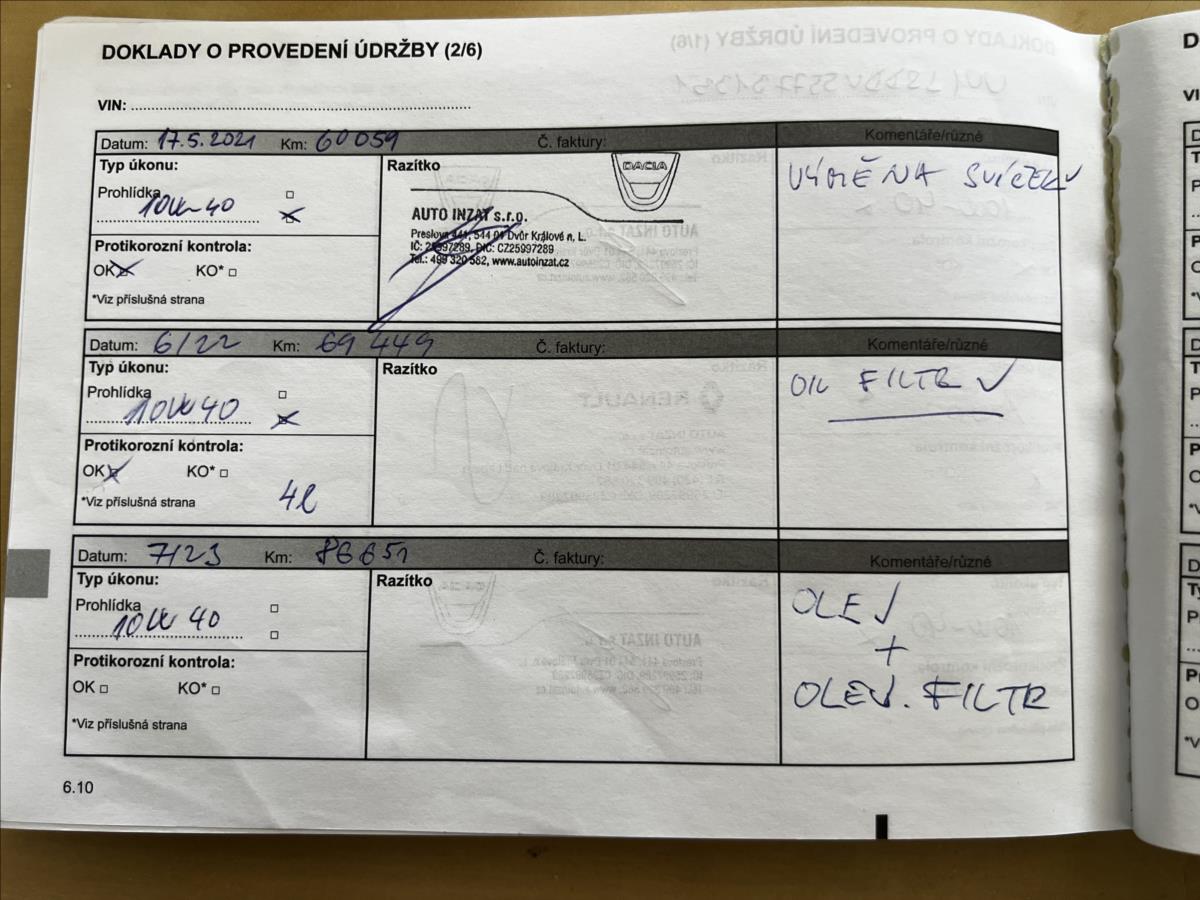 DOKLADY O PROVEDENÍ ÚDRŽBY (2/6)
VIN:
Datum: 17.5.2021 Km: 60059 Č. faktury: Komentáře/různé
Typ úkonu: Razítko
DACIA
VÝMĚNA SVÍČEK ✓
Prohlídka
10W-40
AUTO INZAT s.r.o.
Preslova 441, 544 01 Dvůr Králové n, L.
IČ: 25997289, DIČ: CZ25997289
Tel.: 499 320 582, www.autoinzat.cz
Protikorozní kontrola:
OK KO*
*Viz příslušná strana
Datum: 6/22 Km: 69 449 Č. faktury: Komentáře/různé
Typ úkonu: Razítko
OIL FILTR ✓
Prohlídka
10W 40
Protikorozní kontrola:
OK KO*
*Viz příslušná strana 4l
Datum: 7/23 Km: 86651 Č. faktury: Komentáře/různé
Typ úkonu: Razítko
OLEJ
+
OLEJ. FILTR
Prohlídka
10W 40
Protikorozní kontrola:
OK KO*
*Viz příslušná strana
6.10